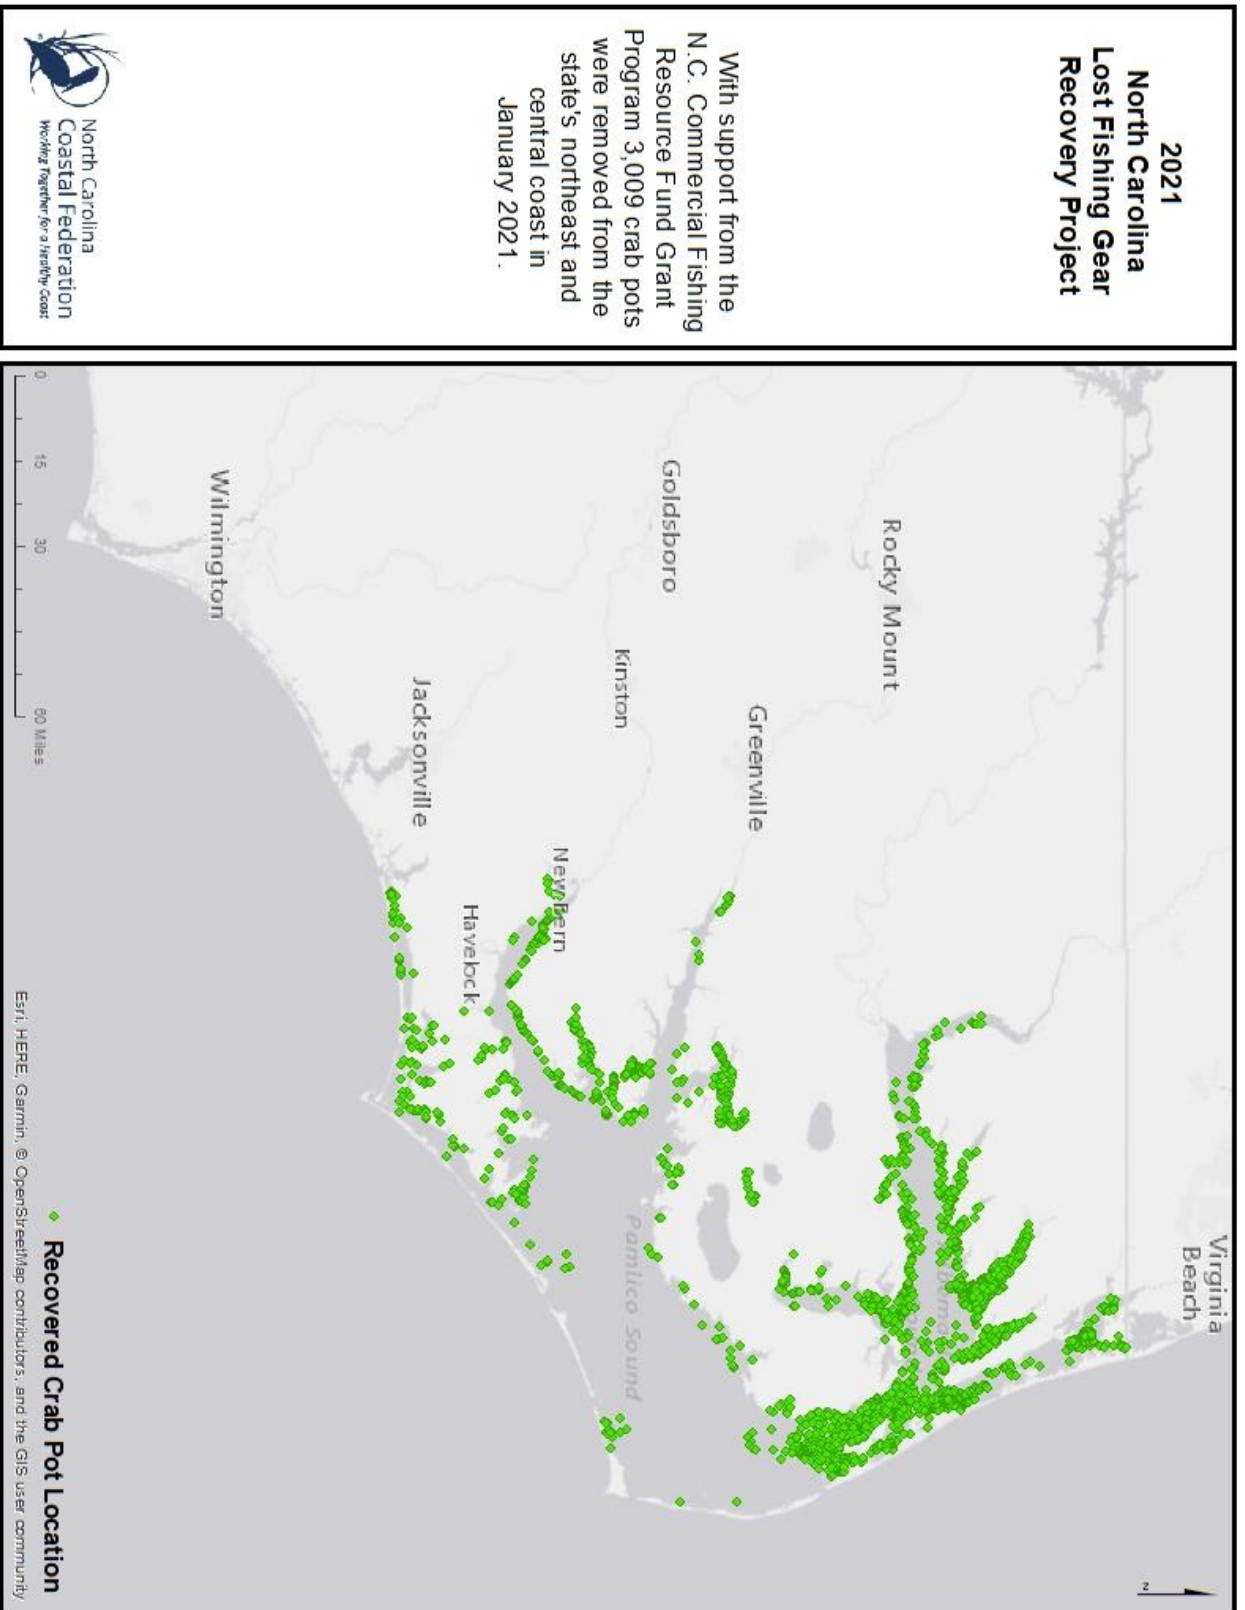 2021
North Carolina
Lost Fishing Gear
Recovery Project
With support from the
N.C. Commercial Fishing
Resource Fund Grant
Program 3,009 crab pots
were removed from the
state's northeast and
central coast in
January 2021.
North Carolina
Coastal Federation
Working Together for a Healthy Coast
Virginia
Beach
Rocky Mount
Greenville
Goldsboro
Kinston
New Bern
Havelock
Jacksonville
Wilmington
Pamlico Sound
N
0 15 30 60 Miles
Recovered Crab Pot Location
Esri, HERE, Garmin, © OpenStreetMap contributors, and the GIS user community